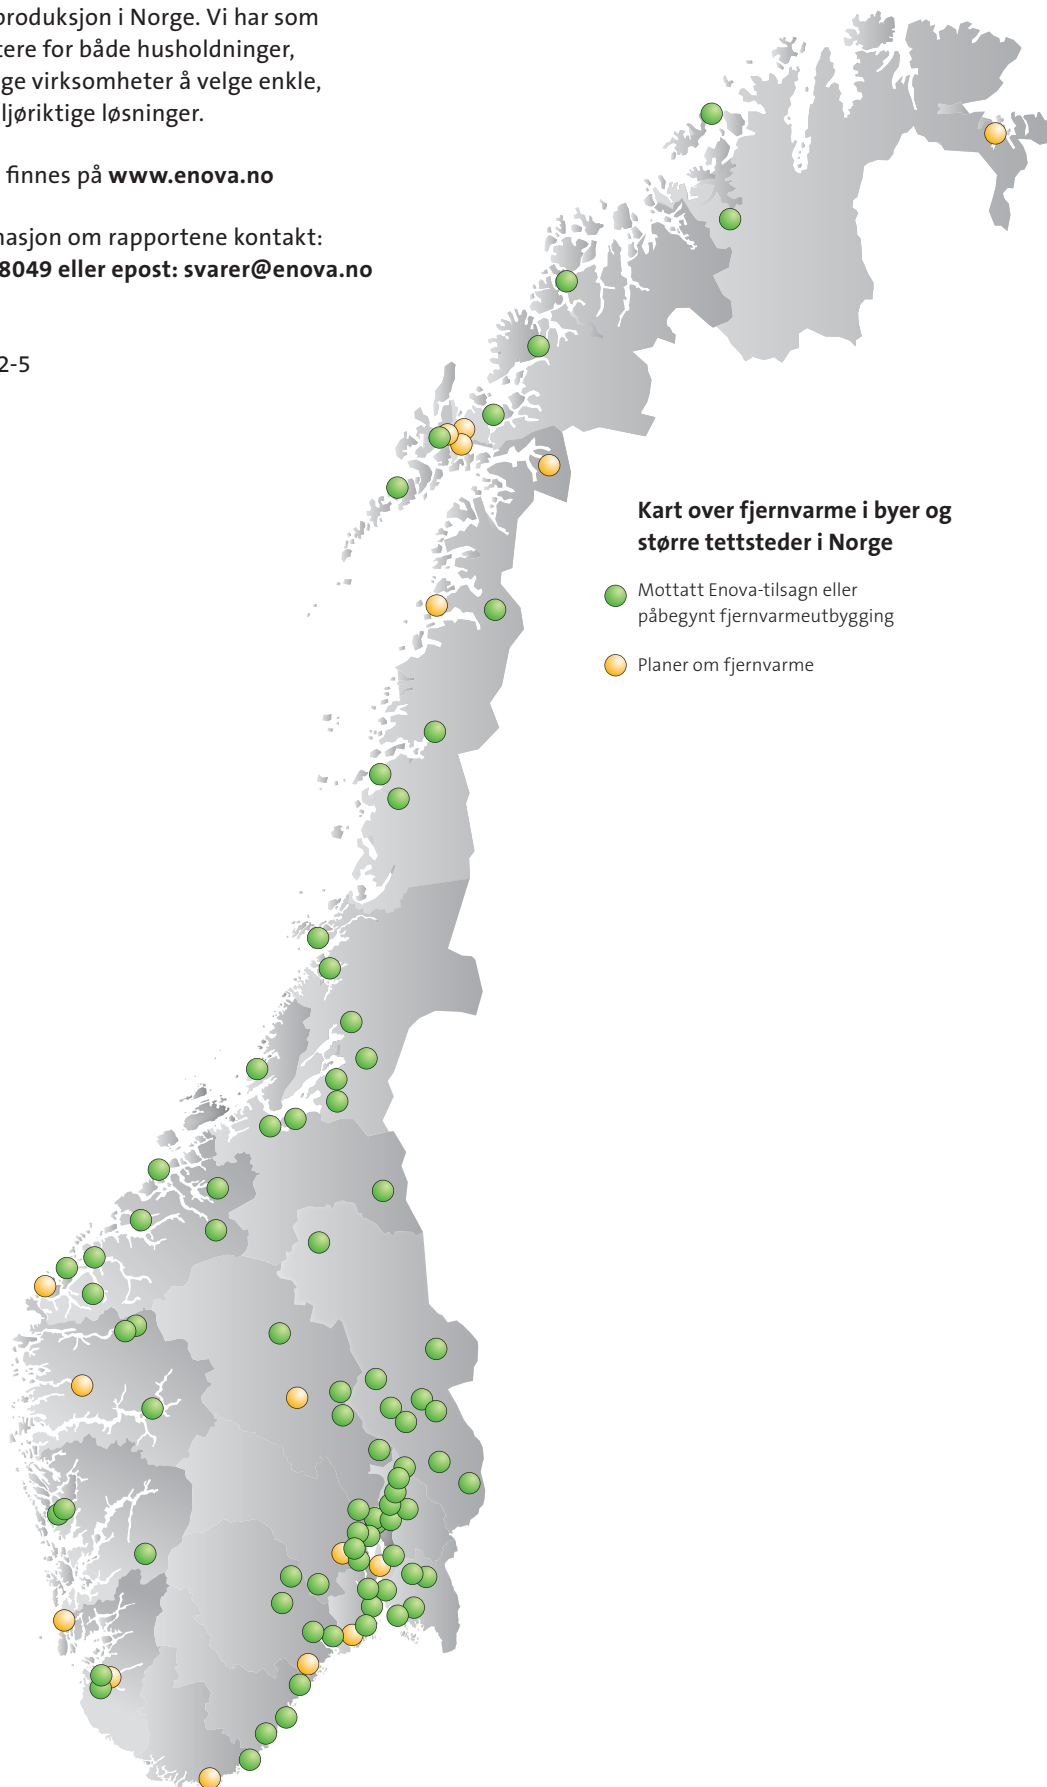 produksjon i Norge. Vi har som
tere for både husholdninger,
ge virksomheter å velge enkle,
ljøriktige løsninger.
finnes på www.enova.no
nasjon om rapportene kontakt:
8049 eller epost: svarer@enova.no
2-5
Kart over fjernvarme i byer og
større tettsteder i Norge
Mottatt Enova-tilsagn eller
påbegynt fjernvarmeutbygging
Planer om fjernvarme